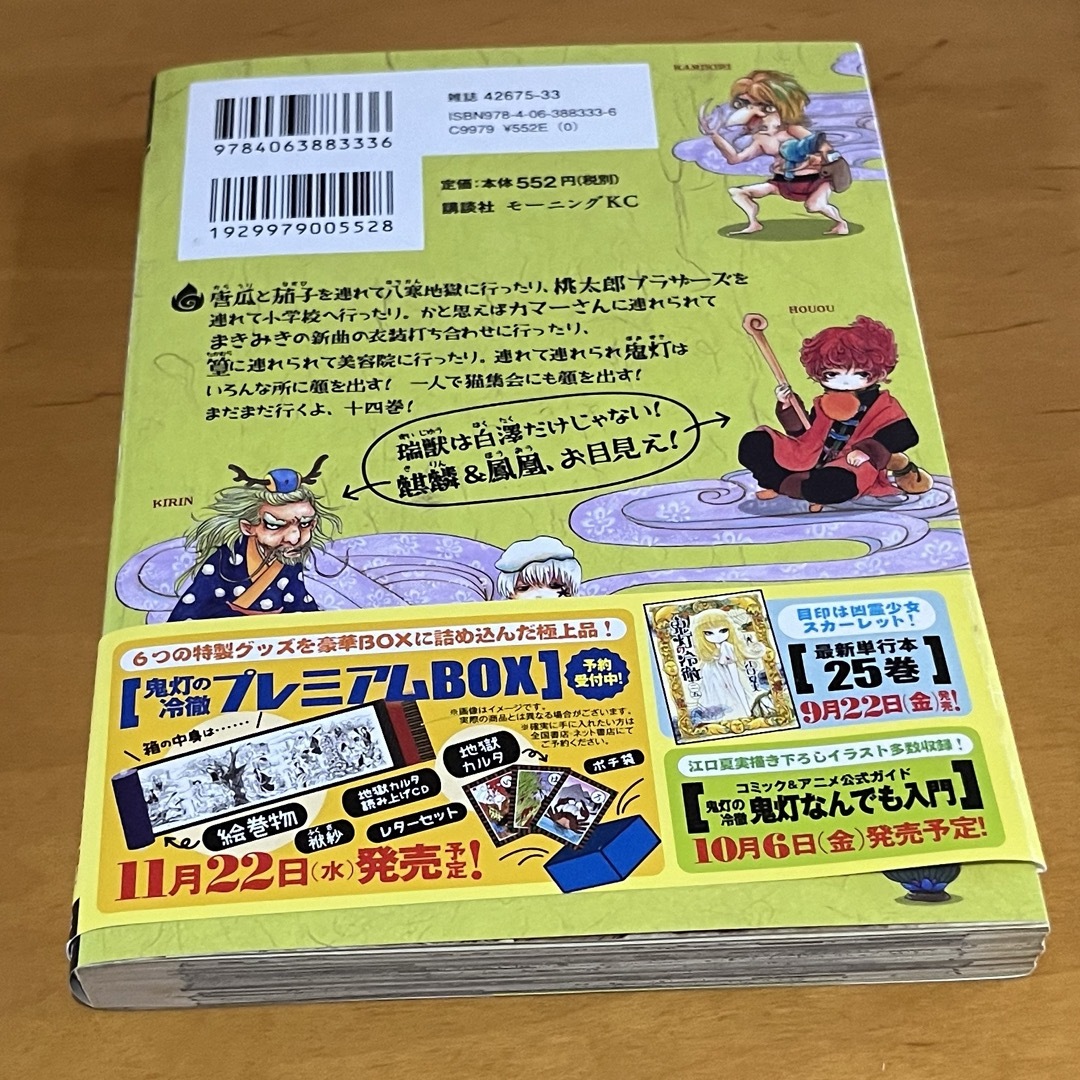 KAMIKIRI
9784063883336
雑誌 42675-33
ISBN978-4-06-388333-6
C9979 ¥552E (0)
1929979005528
定価:本体552円(税別)
講談社 モーニングKC
唐瓜と茄子を連れて八寒地獄に行ったり、桃太郎ブラザーズを
連れて小学校へ行ったり。かと思えばカマーさんに連れられて
まきみきの新曲の衣装打ち合わせに行ったり、
篁に連れられて美容院に行ったり。連れて連れられ鬼灯は
いろんな所に顔を出す! 一人で猫集会にも顔を出す!
まだまだ行くよ、十四巻!
HOUOU
瑞獣は白澤だけじゃない!
麒麟&鳳凰、お目見え!
KIRIN
6つの特製グッズを豪華BOXに詰め込んだ極上品!
【鬼灯の冷徹プレミアムBOX】
予約受付中!
※画像はイメージです。
実際の商品とは異なる場合がございます。
※確実に手に入れたい方は
全国書店・ネット書店にて
ご予約ください。
箱の中身は……
絵巻物
地獄カルタ
読み上げCD
袱紗
ふくさ
レターセット
地獄
カルタ
ポチ袋
11月22日(水)発売予定!
鬼灯の冷徹
目印は凶霊少女
スカーレット!
【最新単行本
25巻】
9月22日(金)発売!
江口夏実描き下ろしイラスト多数収録!
コミック&アニメ公式ガイド
【鬼灯の冷徹 鬼灯なんでも入門】
10月6日(金)発売予定!